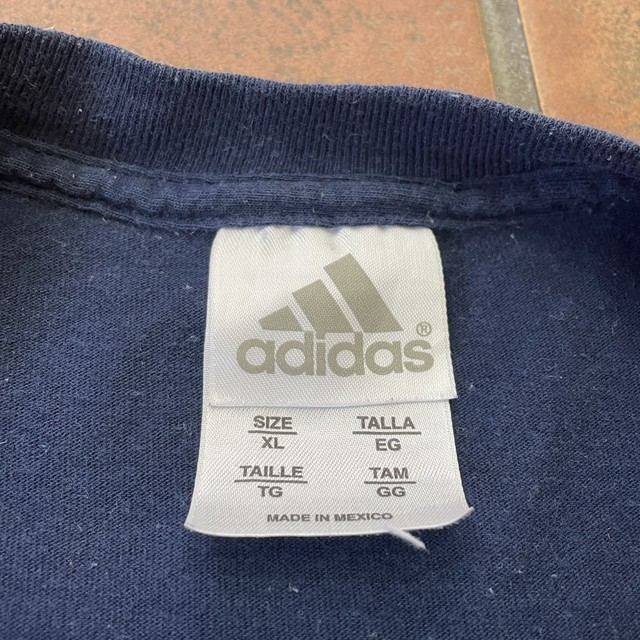 adidas®
SIZE TALLA
XL EG
TAILLE TAM
TG GG
MADE IN MEXICO